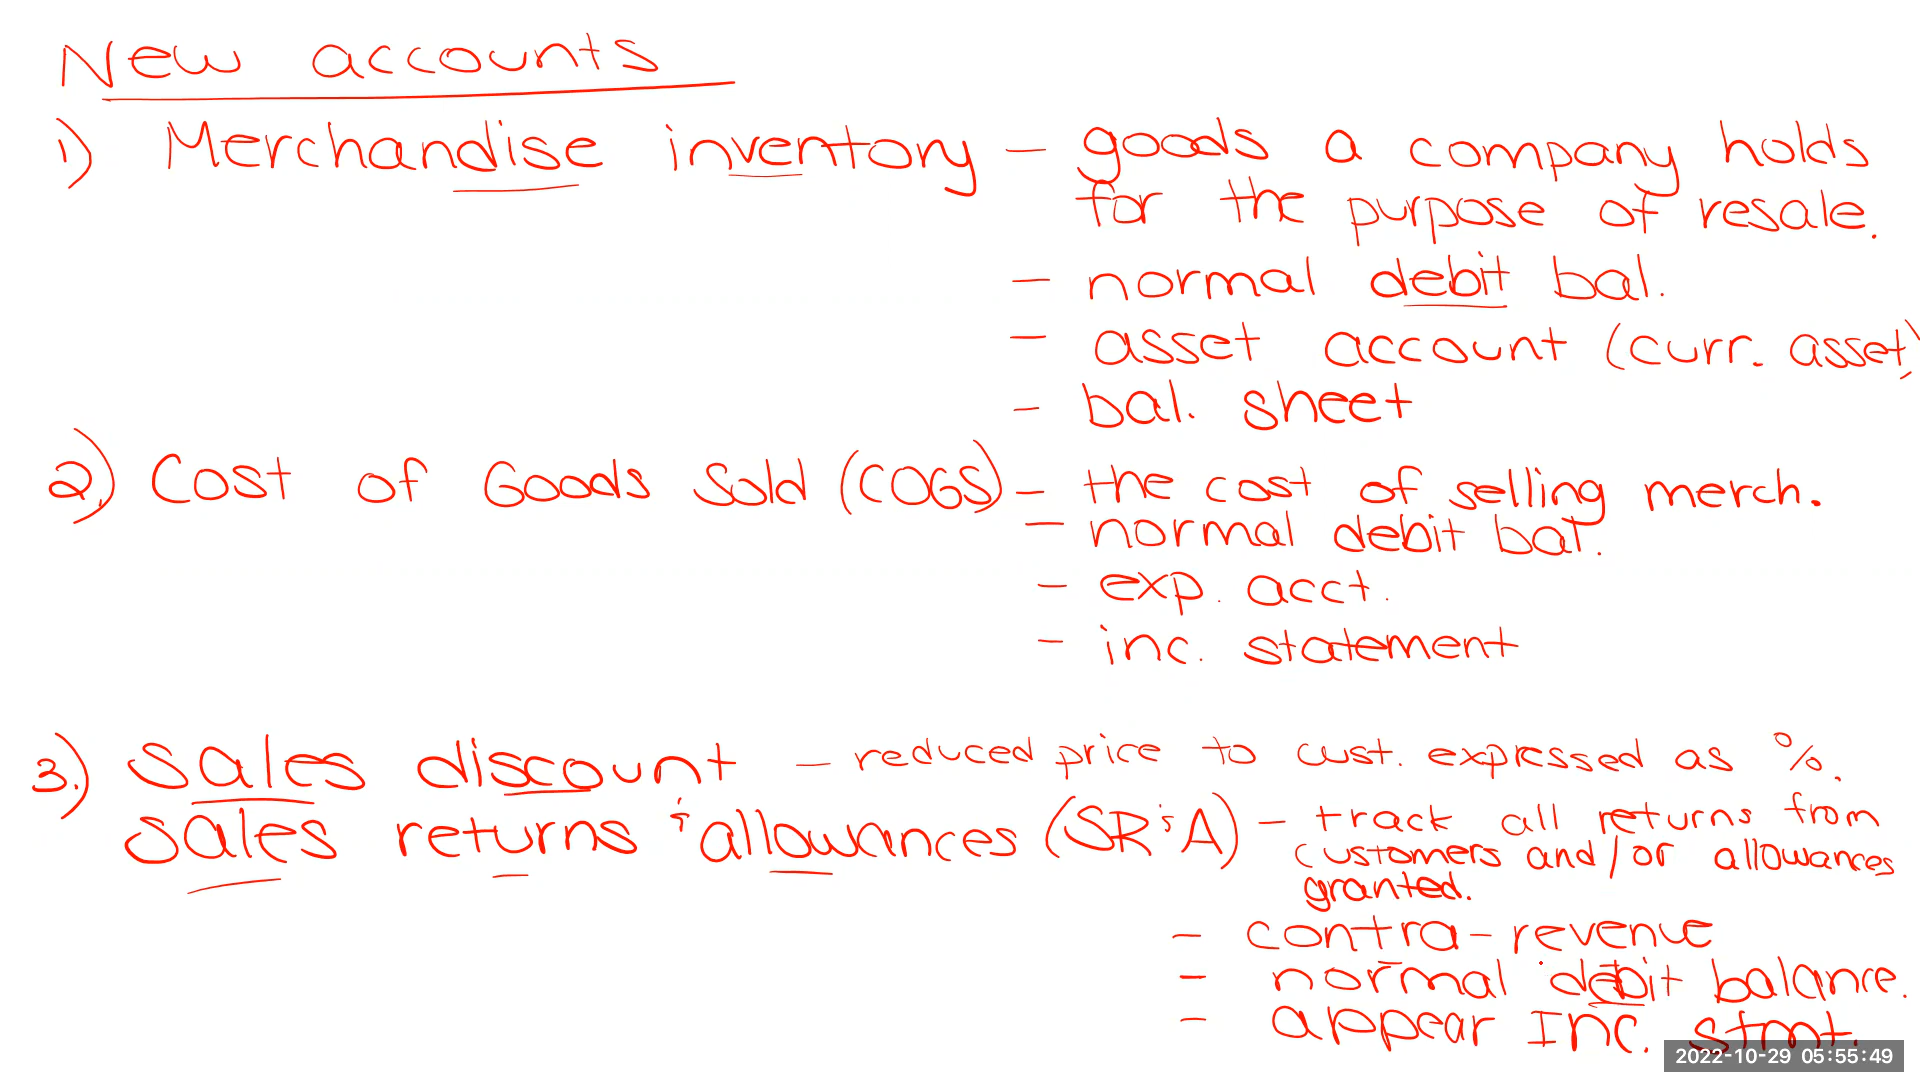 New accounts
1) Merchandise inventory – goods a company holds
for the purpose of resale.
– normal debit bal.
– asset account (curr. asset)
– bal. sheet
2.) Cost of Goods Sold (COGS) – the cost of selling merch.
– normal debit bal.
– exp. acct.
– inc. statement
3.) Sales discount – reduced price to cust. expressed as %.
Sales returns & allowances (SR&A) – track all returns from
customers and/or allowances
granted.
– contra-revenue
– normal debit balance.
– appear Inc. stmt.
2022-10-29 05:55:49